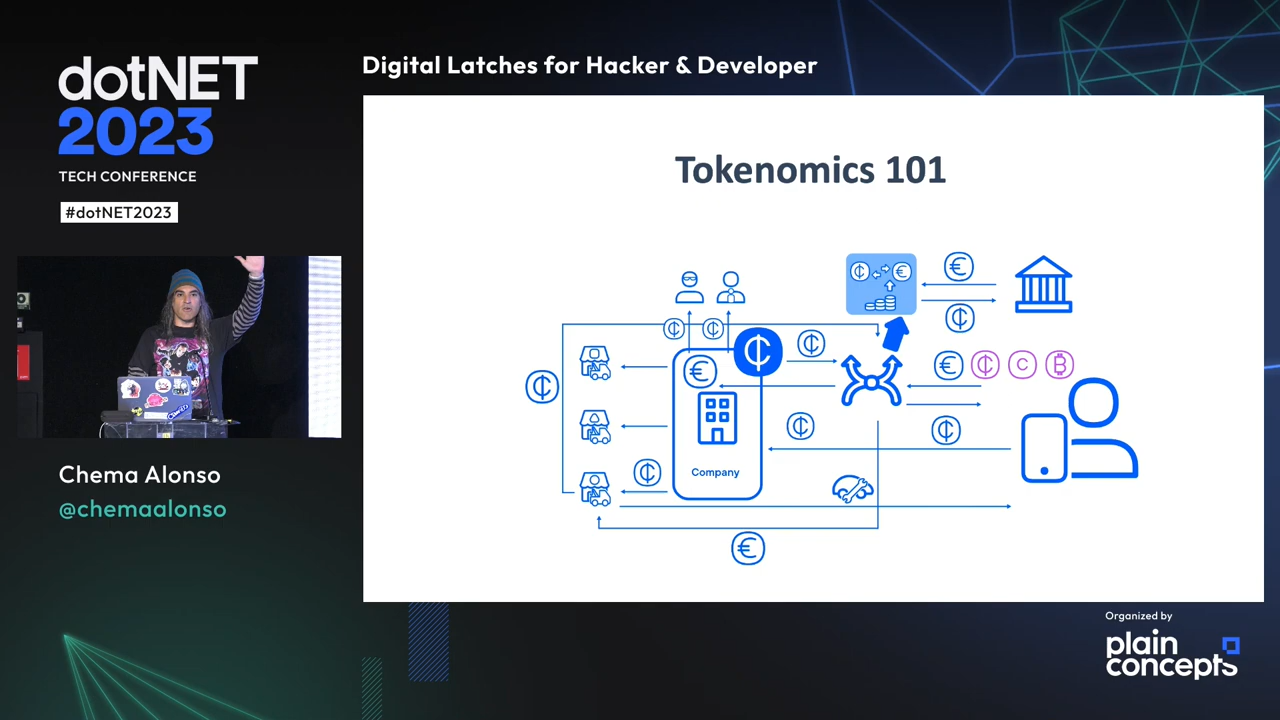 dotNET
2023
TECH CONFERENCE
#dotNET2023
Chema Alonso
@chemaalonso
Digital Latches for Hacker & Developer
Tokenomics 101
Company
Organized by
plain
concepts